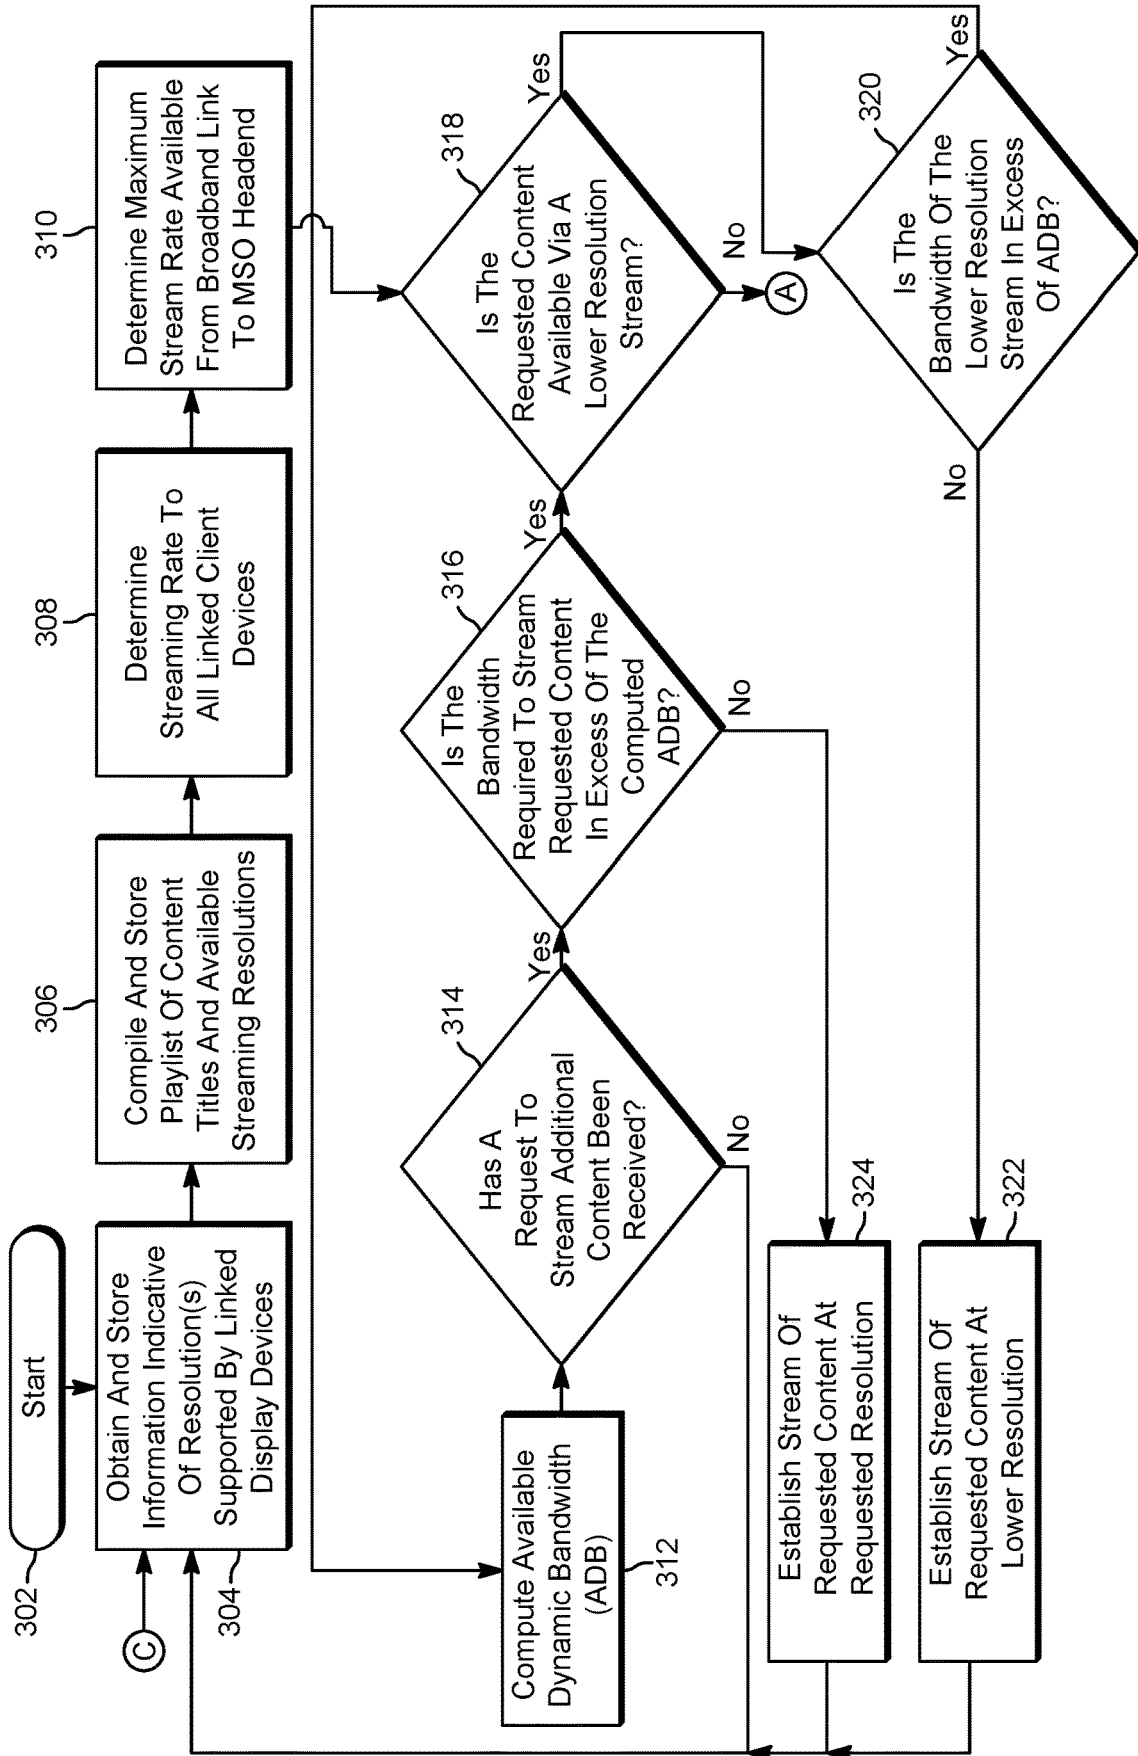 302
Start
C
304
Obtain And Store
Information Indicative
Of Resolution(s)
Supported By Linked
Display Devices
306
Compile And Store
Playlist Of Content
Titles And Available
Streaming Resolutions
308
Determine
Streaming Rate To
All Linked Client
Devices
310
Determine Maximum
Stream Rate Available
From Broadband Link
To MSO Headend
Compute Available
Dynamic Bandwidth
(ADB)
312
314
Has A
Request To
Stream Additional
Content Been
Received?
Yes
No
316
Is The
Bandwidth
Required To Stream
Requested Content
In Excess Of The
Computed
ADB?
Yes
No
318
Is The
Requested Content
Available Via A
Lower Resolution
Stream?
Yes
No
A
320
Is The
Bandwidth Of The
Lower Resolution
Stream In Excess
Of ADB?
Yes
No
Establish Stream Of
Requested Content At
Requested Resolution
324
Establish Stream Of
Requested Content At
Lower Resolution
322